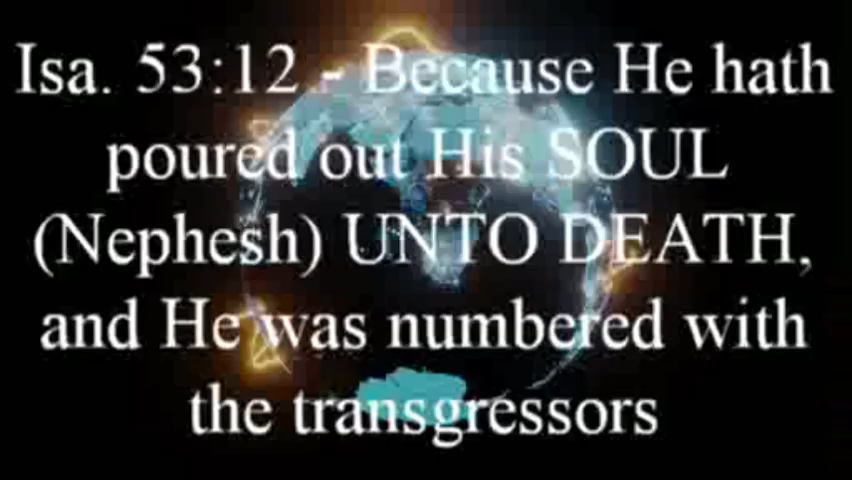 Isa. 53:12 - Because He hath
poured out His SOUL
(Nephesh) UNTO DEATH,
and He was numbered with
the transgressors